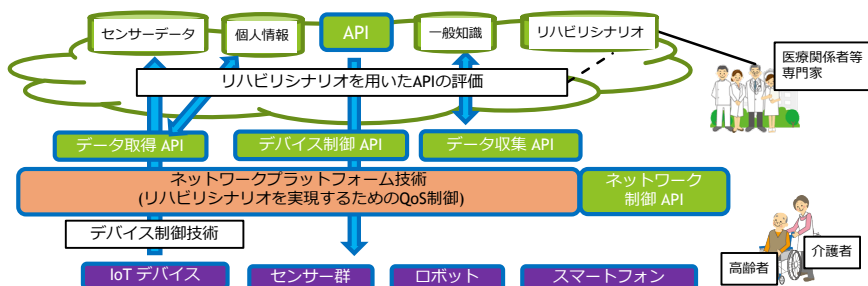 センサーデータ
個人情報
API
一般知識
リハビリシナリオ
医療関係者等
専門家
リハビリシナリオを用いたAPIの評価
データ取得 API
デバイス制御 API
データ収集 API
ネットワークプラットフォーム技術
(リハビリシナリオを実現するためのQoS制御)
ネットワーク
制御 API
デバイス制御技術
IoT デバイス
センサー群
ロボット
スマートフォン
高齢者
介護者